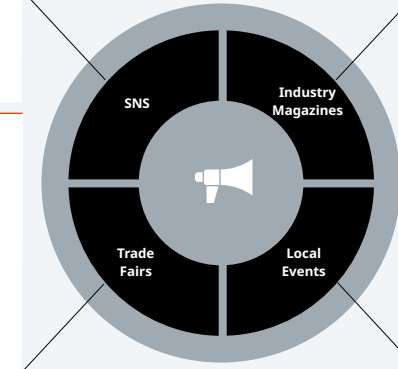 SNS
Industry
Magazines
Trade
Fairs
Local
Events